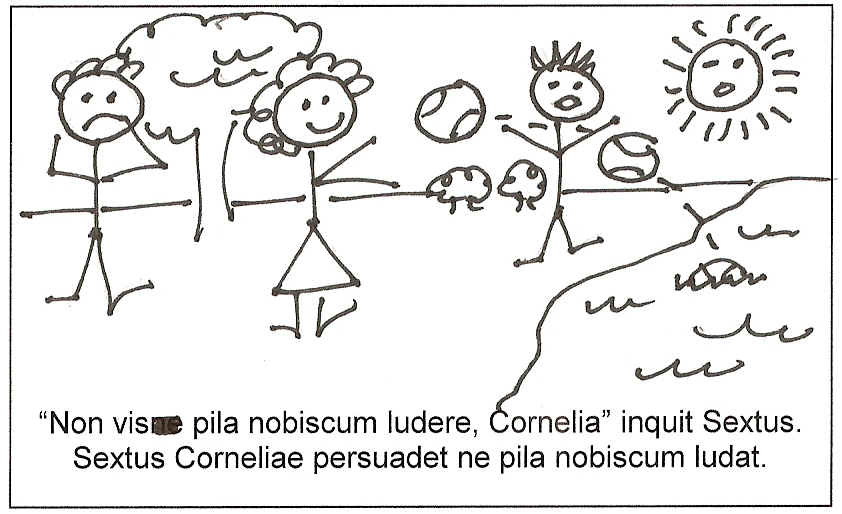 “Non visne pila nobiscum ludere, Cornelia” inquit Sextus.
Sextus Corneliae persuadet ne pila nobiscum ludat.